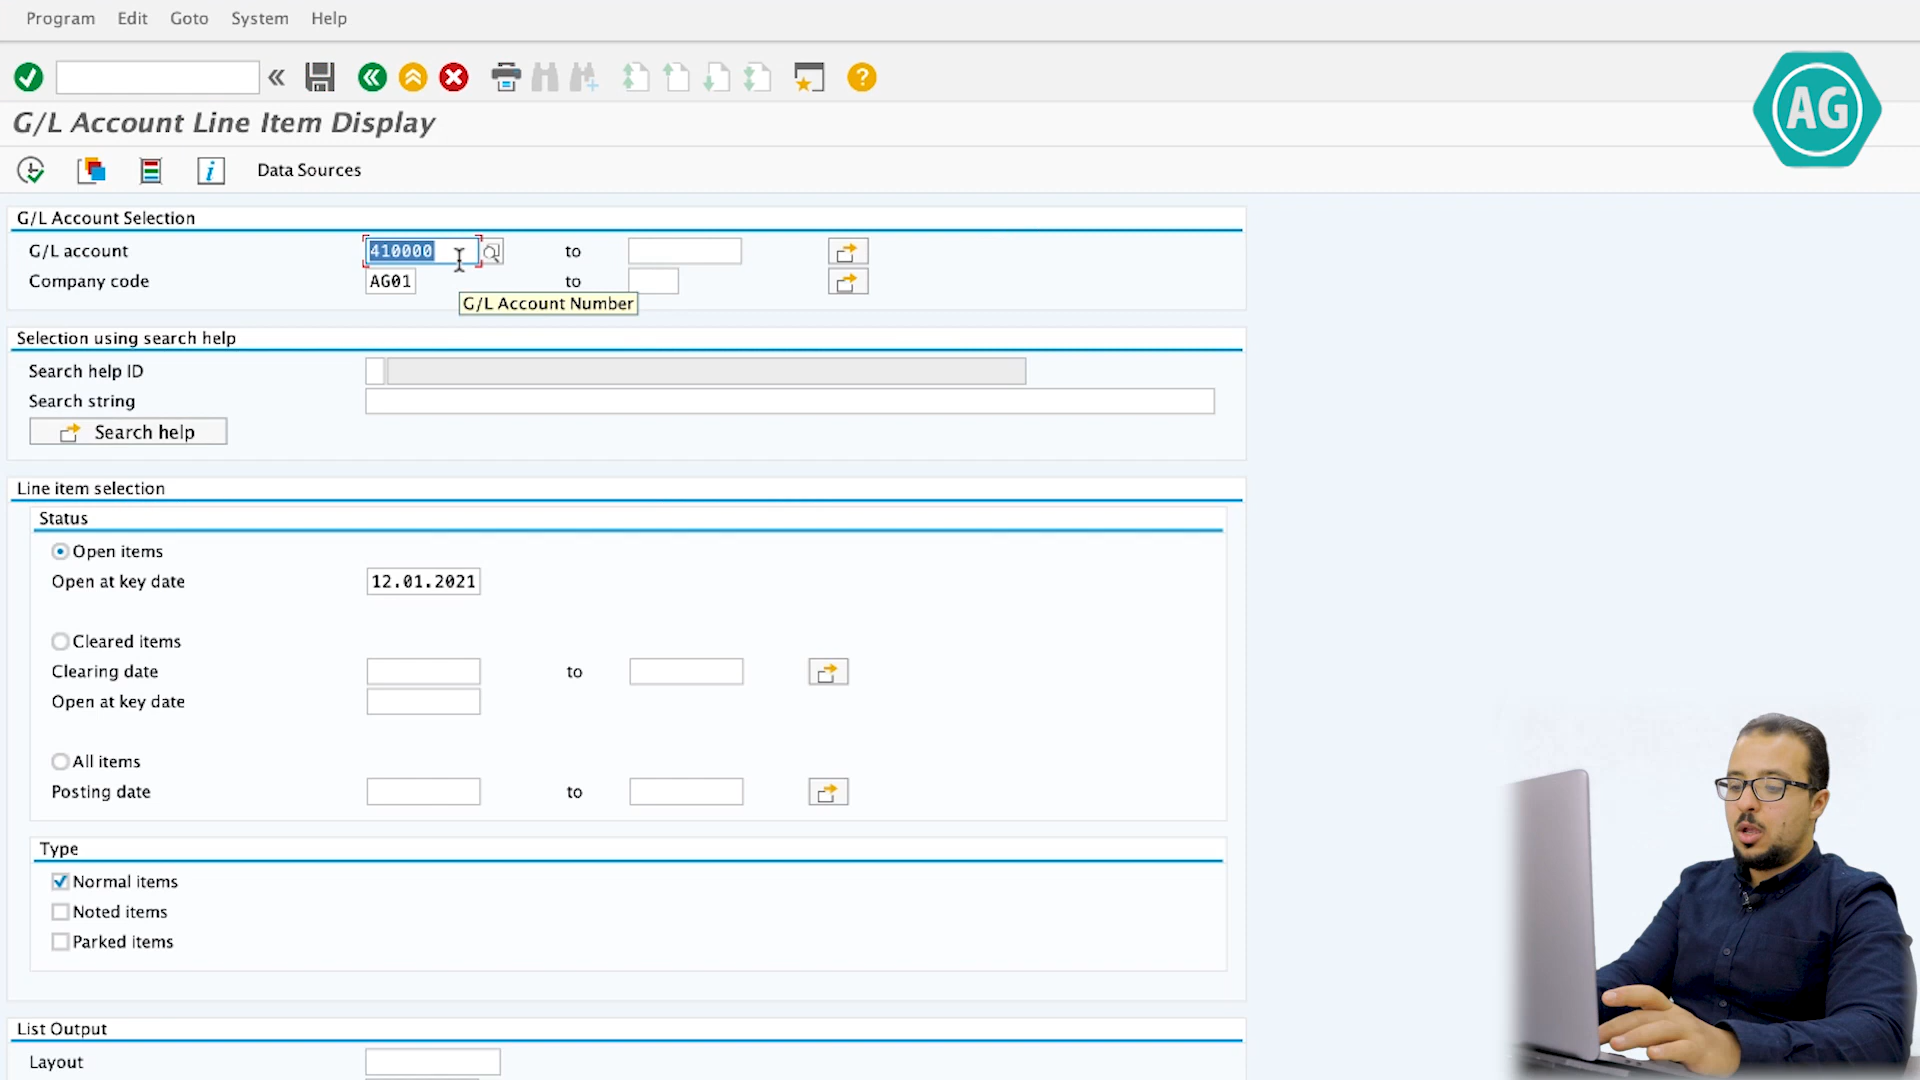 Program Edit Goto System Help
AG
G/L Account Line Item Display
Data Sources
G/L Account Selection
G/L account 410000 to
Company code AG01 to
G/L Account Number
Selection using search help
Search help ID
Search string
Search help
Line item selection
Status
Open items
Open at key date 12.01.2021
Cleared items
Clearing date to
Open at key date
All items
Posting date to
Type
Normal items
Noted items
Parked items
List Output
Layout